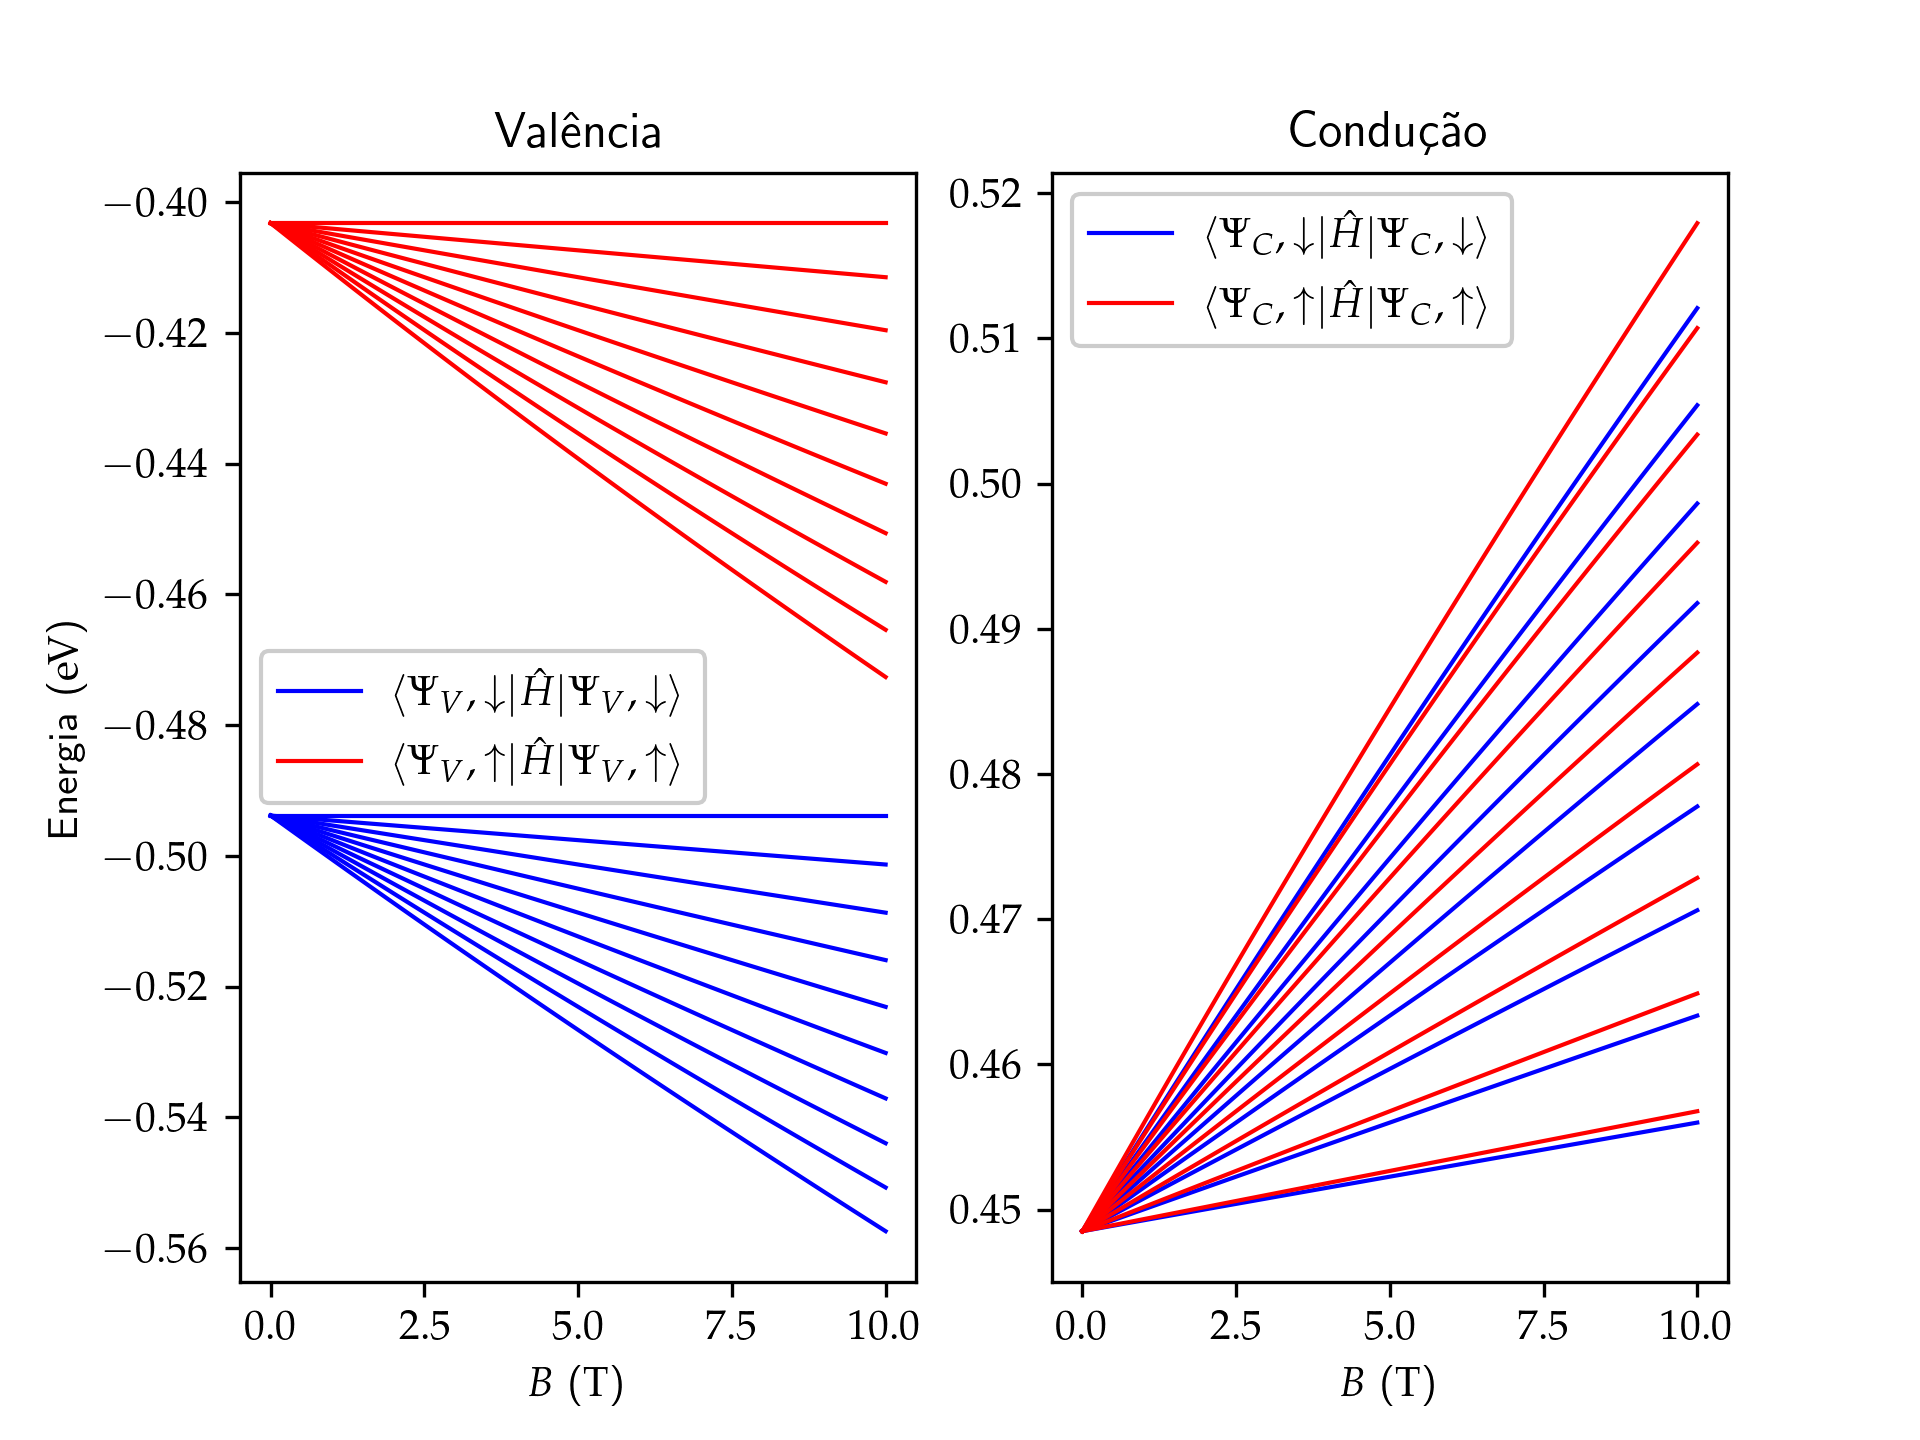 Valência
Condução
Energia (eV)
−0.40
−0.42
−0.44
−0.46
−0.48
−0.50
−0.52
−0.54
−0.56
⟨Ψ_V, ↓|Ĥ|Ψ_V, ↓⟩
⟨Ψ_V, ↑|Ĥ|Ψ_V, ↑⟩
0.0 2.5 5.0 7.5 10.0
B (T)
0.52
0.51
0.50
0.49
0.48
0.47
0.46
0.45
⟨Ψ_C, ↓|Ĥ|Ψ_C, ↓⟩
⟨Ψ_C, ↑|Ĥ|Ψ_C, ↑⟩
0.0 2.5 5.0 7.5 10.0
B (T)